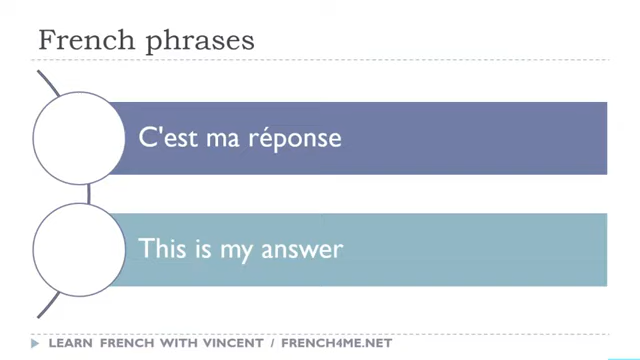 French phrases
C'est ma réponse
This is my answer
LEARN FRENCH WITH VINCENT / FRENCH4ME.NET